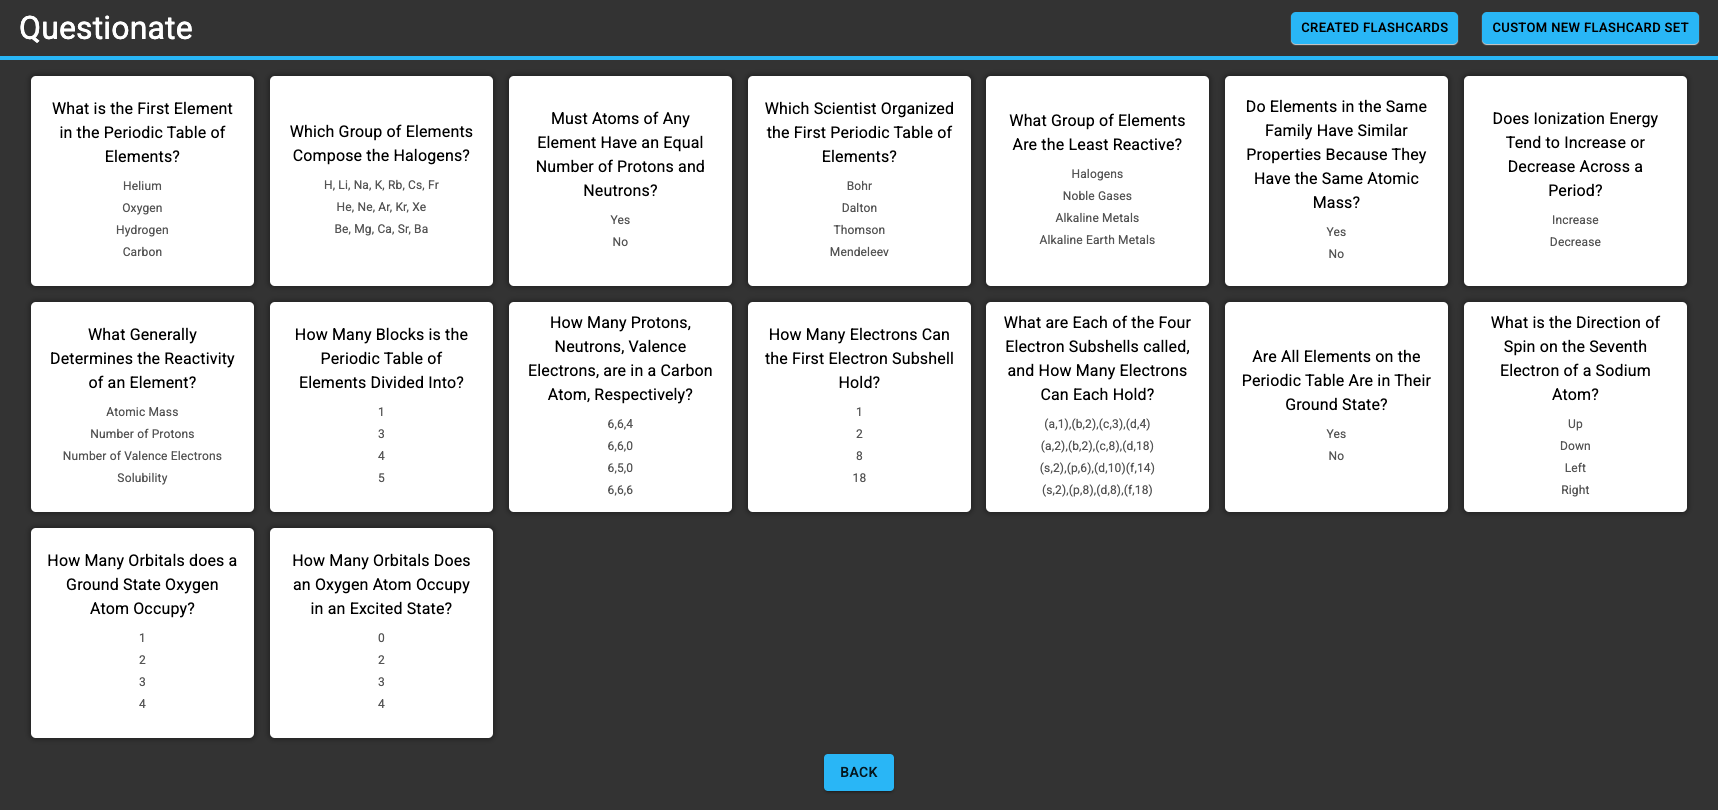 Questionate
CREATED FLASHCARDS
CUSTOM NEW FLASHCARD SET
What is the First Element
in the Periodic Table of
Elements?
Helium
Oxygen
Hydrogen
Carbon
Which Group of Elements
Compose the Halogens?
H, Li, Na, K, Rb, Cs, Fr
He, Ne, Ar, Kr, Xe
Be, Mg, Ca, Sr, Ba
Must Atoms of Any
Element Have an Equal
Number of Protons and
Neutrons?
Yes
No
Which Scientist Organized
the First Periodic Table of
Elements?
Bohr
Dalton
Thomson
Mendeleev
What Group of Elements
Are the Least Reactive?
Halogens
Noble Gases
Alkaline Metals
Alkaline Earth Metals
Do Elements in the Same
Family Have Similar
Properties Because They
Have the Same Atomic
Mass?
Yes
No
Does Ionization Energy
Tend to Increase or
Decrease Across a
Period?
Increase
Decrease
What Generally
Determines the Reactivity
of an Element?
Atomic Mass
Number of Protons
Number of Valence Electrons
Solubility
How Many Blocks is the
Periodic Table of
Elements Divided Into?
1
3
4
5
How Many Protons,
Neutrons, Valence
Electrons, are in a Carbon
Atom, Respectively?
6,6,4
6,6,0
6,5,0
6,6,6
How Many Electrons Can
the First Electron Subshell
Hold?
1
2
8
18
What are Each of the Four
Electron Subshells called,
and How Many Electrons
Can Each Hold?
(a,1),(b,2),(c,3),(d,4)
(a,2),(b,2),(c,8),(d,18)
(s,2),(p,6),(d,10)(f,14)
(s,2),(p,8),(d,8),(f,18)
Are All Elements on the
Periodic Table Are in Their
Ground State?
Yes
No
What is the Direction of
Spin on the Seventh
Electron of a Sodium
Atom?
Up
Down
Left
Right
How Many Orbitals does a
Ground State Oxygen
Atom Occupy?
1
2
3
4
How Many Orbitals Does
an Oxygen Atom Occupy
in an Excited State?
0
2
3
4
BACK